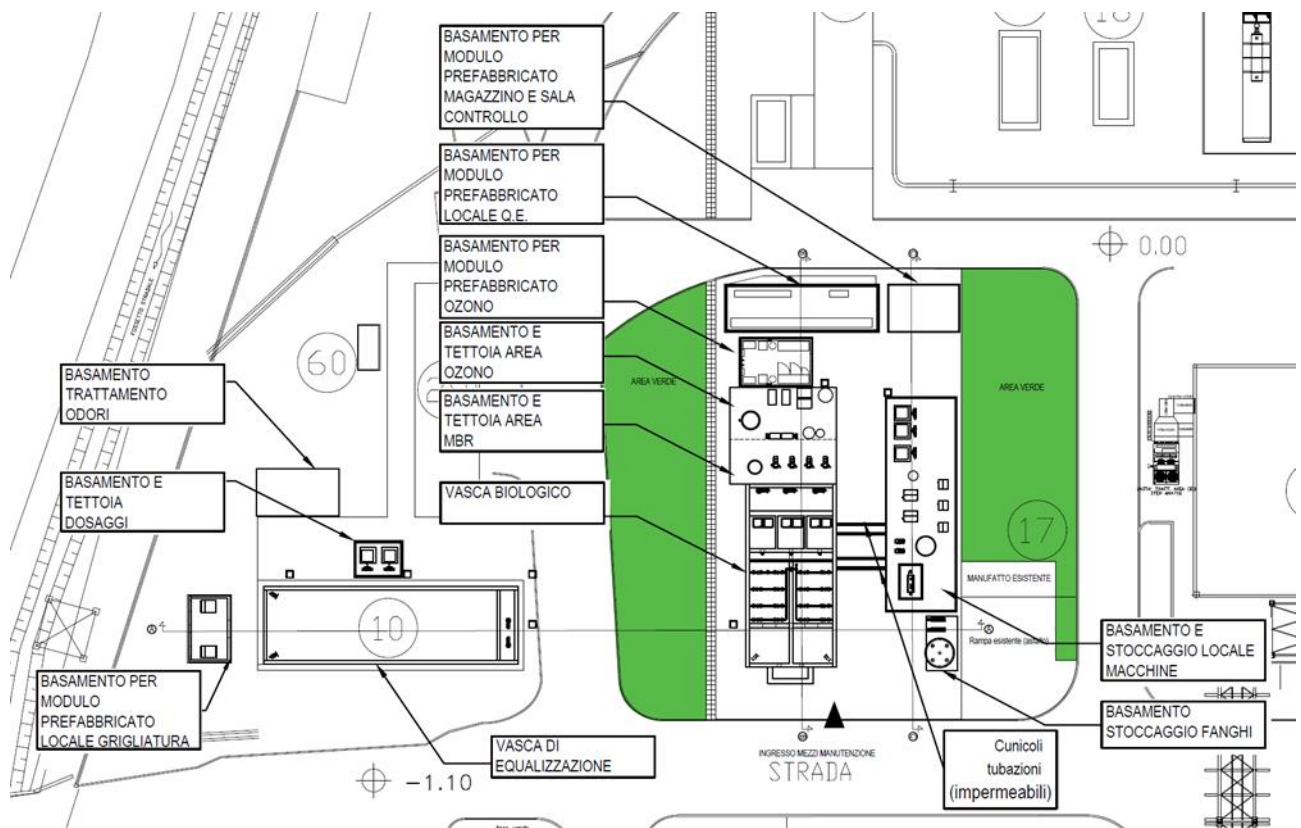 BASAMENTO PER
MODULO
PREFABBRICATO
MAGAZZINO E SALA
CONTROLLO
BASAMENTO PER
MODULO
PREFABBRICATO
LOCALE Q.E.
BASAMENTO PER
MODULO
PREFABBRICATO
OZONO
BASAMENTO E
TETTOIA AREA
OZONO
BASAMENTO E
TETTOIA AREA
MBR
VASCA BIOLOGICO
BASAMENTO
TRATTAMENTO
ODORI
BASAMENTO E
TETTOIA
DOSAGGI
BASAMENTO PER
MODULO
PREFABBRICATO
LOCALE GRIGLIATURA
VASCA DI
EQUALIZZAZIONE
FOSSETTO STRADALE
60
10
-1.10
0.00
AREA VERDE
AREA VERDE
17
MANUFATTO ESISTENTE
Rampa esistente (asfalto)
BASAMENTO E
STOCCAGGIO LOCALE
MACCHINE
BASAMENTO
STOCCAGGIO FANGHI
Cunicoli
tubazioni
(impermeabili)
INGRESSO MEZZI MANUTENZIONE
STRADA